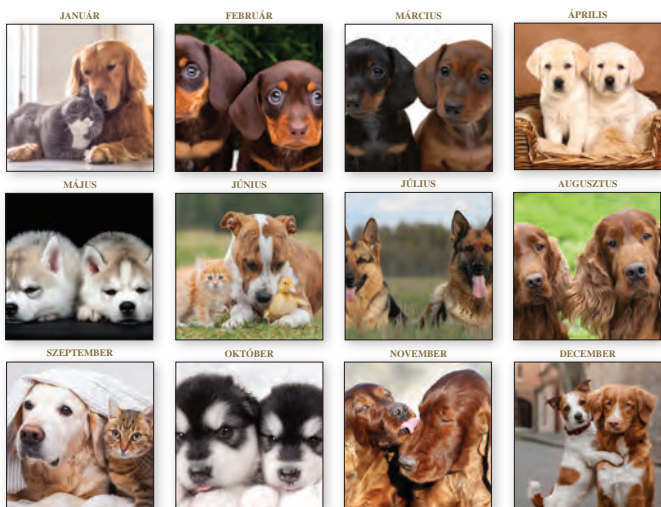 JANUÁR
FEBRUÁR
MÁRCIUS
ÁPRILIS
MÁJUS
JÚNIUS
JÚLIUS
AUGUSZTUS
SZEPTEMBER
OKTÓBER
NOVEMBER
DECEMBER